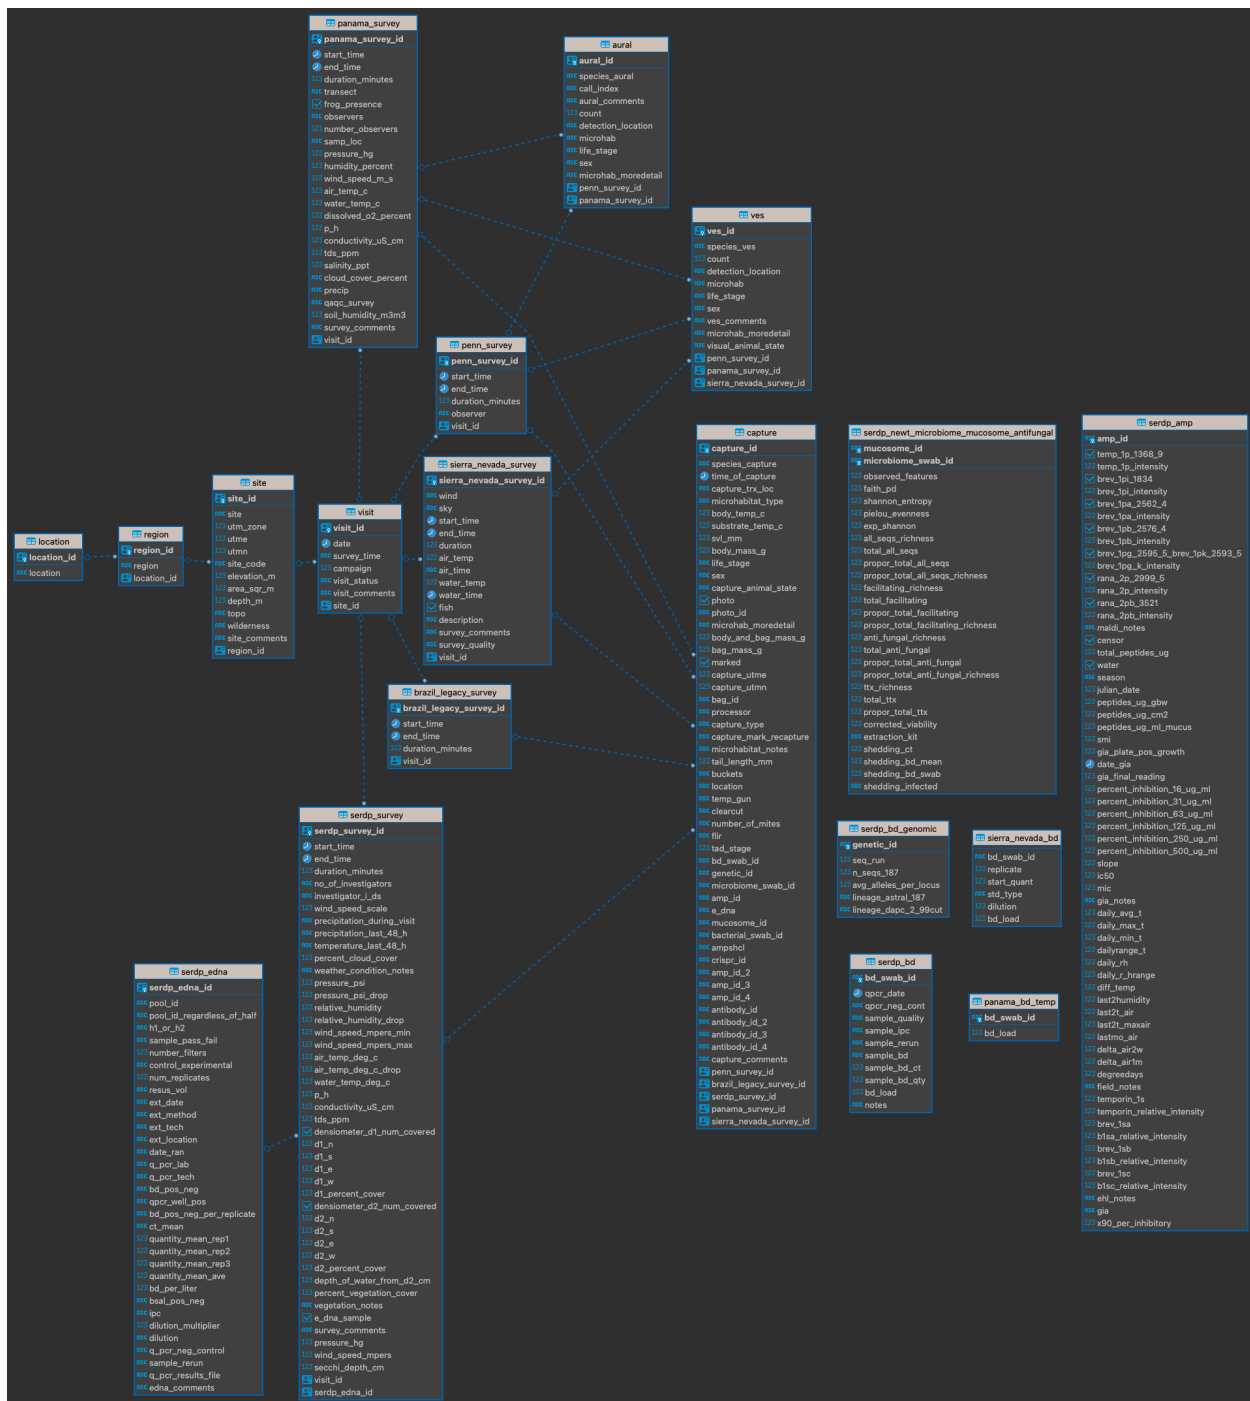 panama_survey
panama_survey_id
start_time
end_time
duration_minutes
transect
frog_presence
observers
number_observers
samp_loc
pressure_hg
humidity_percent
wind_speed_m_s
air_temp_c
water_temp_c
dissolved_o2_percent
p_h
conductivity_uS_cm
tds_ppm
salinity_ppt
cloud_cover_percent
precip
qaqc_survey
soil_humidity_m3m3
survey_comments
visit_id
aural
aural_id
species_aural
call_index
aural_comments
count
detection_location
microhab
life_stage
sex
microhab_moredetail
penn_survey_id
panama_survey_id
ves
ves_id
species_ves
count
detection_location
microhab
life_stage
sex
ves_comments
microhab_moredetail
visual_animal_state
penn_survey_id
panama_survey_id
sierra_nevada_survey_id
penn_survey
penn_survey_id
start_time
end_time
duration_minutes
observer
visit_id
sierra_nevada_survey
sierra_nevada_survey_id
wind
sky
start_time
end_time
duration
air_temp
air_time
water_temp
water_time
fish
description
survey_comments
survey_quality
visit_id
location
location_id
location
region
region_id
region
location_id
site
site_id
site
utm_zone
utme
utmn
site_code
elevation_m
area_sqr_m
depth_m
topo
wilderness
site_comments
region_id
visit
visit_id
date
survey_time
campaign
visit_status
visit_comments
site_id
brazil_legacy_survey
brazil_legacy_survey_id
start_time
end_time
duration_minutes
visit_id
capture
capture_id
species_capture
time_of_capture
capture_trx_loc
microhabitat_type
body_temp_c
substrate_temp_c
svl_mm
body_mass_g
life_stage
sex
capture_animal_state
photo
photo_id
microhab_moredetail
body_and_bag_mass_g
bag_mass_g
marked
capture_utme
capture_utmn
bag_id
processor
capture_type
capture_mark_recapture
microhabitat_notes
tail_length_mm
buckets
location
temp_gun
clearcut
number_of_mites
flir
tad_stage
bd_swab_id
genetic_id
microbiome_swab_id
amp_id
e_dna
mucosome_id
bacterial_swab_id
ampshcl
crispr_id
amp_id_2
amp_id_3
amp_id_4
antibody_id
antibody_id_2
antibody_id_3
antibody_id_4
capture_comments
penn_survey_id
brazil_legacy_survey_id
serdp_survey_id
panama_survey_id
sierra_nevada_survey_id
serdp_newt_microbiome_mucosome_antifungal
mucosome_id
microbiome_swab_id
observed_features
faith_pd
shannon_entropy
pielou_evenness
exp_shannon
all_seqs_richness
total_all_seqs
propor_total_all_seqs
propor_total_all_seqs_richness
facilitating_richness
total_facilitating
propor_total_facilitating
propor_total_facilitating_richness
anti_fungal_richness
total_anti_fungal
propor_total_anti_fungal
propor_total_anti_fungal_richness
ttx_richness
total_ttx
propor_total_ttx
corrected_viability
extraction_kit
shedding_ct
shedding_bd_mean
shedding_bd_swab
shedding_infected
serdp_bd_genomic
genetic_id
seq_run
n_seqs_187
avg_alleles_per_locus
lineage_astral_187
lineage_dapc_2_99cut
sierra_nevada_bd
bd_swab_id
replicate
start_quant
std_type
dilution
bd_load
serdp_bd
bd_swab_id
qpcr_date
qpcr_neg_cont
sample_quality
sample_ipc
sample_rerun
sample_bd
sample_bd_ct
sample_bd_qty
bd_load
notes
panama_bd_temp
bd_swab_id
bd_load
serdp_amp
amp_id
temp_1p_1368_9
temp_1p_intensity
brev_1pi_1834
brev_1pi_intensity
brev_1pa_2562_4
brev_1pa_intensity
brev_1pb_2576_4
brev_1pb_intensity
brev_1pg_2595_5_brev_1pk_2593_5
brev_1pg_k_intensity
rana_2p_2999_5
rana_2p_intensity
rana_2pb_3521
rana_2pb_intensity
maldi_notes
censor
total_peptides_ug
water
season
julian_date
peptides_ug_gbw
peptides_ug_cm2
peptides_ug_ml_mucus
smi
gia_plate_pos_growth
date_gia
gia_final_reading
percent_inhibition_16_ug_ml
percent_inhibition_31_ug_ml
percent_inhibition_63_ug_ml
percent_inhibition_125_ug_ml
percent_inhibition_250_ug_ml
percent_inhibition_500_ug_ml
slope
ic50
mic
gia_notes
daily_avg_t
daily_max_t
daily_min_t
dailyrange_t
daily_rh
daily_r_hrange
diff_temp
last2humidity
last2t_air
last2t_maxair
lastmo_air
delta_air2w
delta_air1m
degreedays
field_notes
temporin_1s
temporin_relative_intensity
brev_1sa
b1sa_relative_intensity
brev_1sb
b1sb_relative_intensity
brev_1sc
b1sc_relative_intensity
ehl_notes
gia
x90_per_inhibitory
serdp_survey
serdp_survey_id
start_time
end_time
duration_minutes
no_of_investigators
investigator_i_ds
wind_speed_scale
precipitation_during_visit
precipitation_last_48_h
temperature_last_48_h
percent_cloud_cover
weather_condition_notes
pressure_psi
pressure_psi_drop
relative_humidity
relative_humidity_drop
wind_speed_mpers_min
wind_speed_mpers_max
air_temp_deg_c
air_temp_deg_c_drop
water_temp_deg_c
p_h
conductivity_uS_cm
tds_ppm
densiometer_d1_num_covered
d1_n
d1_s
d1_e
d1_w
d1_percent_cover
densiometer_d2_num_covered
d2_n
d2_s
d2_e
d2_w
d2_percent_cover
depth_of_water_from_d2_cm
percent_vegetation_cover
vegetation_notes
e_dna_sample
survey_comments
pressure_hg
wind_speed_mpers
secchi_depth_cm
visit_id
serdp_edna_id
serdp_edna
serdp_edna_id
pool_id
pool_id_regardless_of_half
h1_or_h2
sample_pass_fail
number_filters
control_experimental
num_replicates
resus_vol
ext_date
ext_method
ext_tech
ext_location
date_ran
q_pcr_lab
q_pcr_tech
bd_pos_neg
qpcr_well_pos
bd_pos_neg_per_replicate
ct_mean
quantity_mean_rep1
quantity_mean_rep2
quantity_mean_rep3
quantity_mean_ave
bd_per_liter
bsal_pos_neg
ipc
dilution_multiplier
dilution
q_pcr_neg_control
sample_rerun
q_pcr_results_file
edna_comments